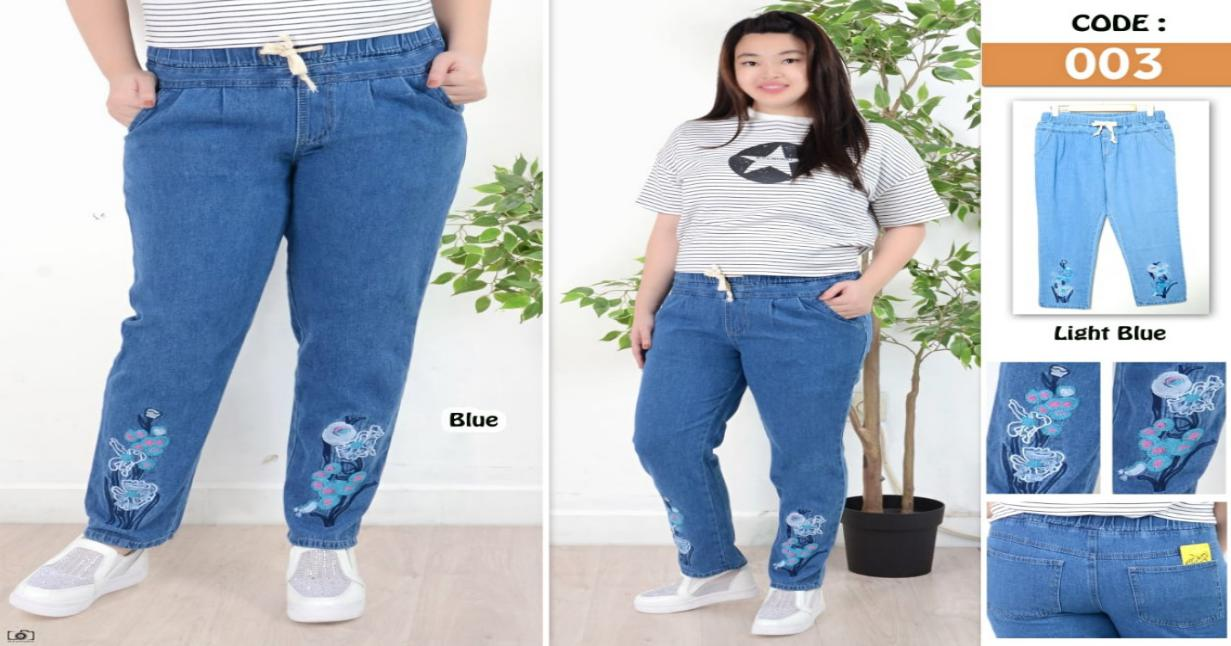 Blue
CODE :
003
Light Blue